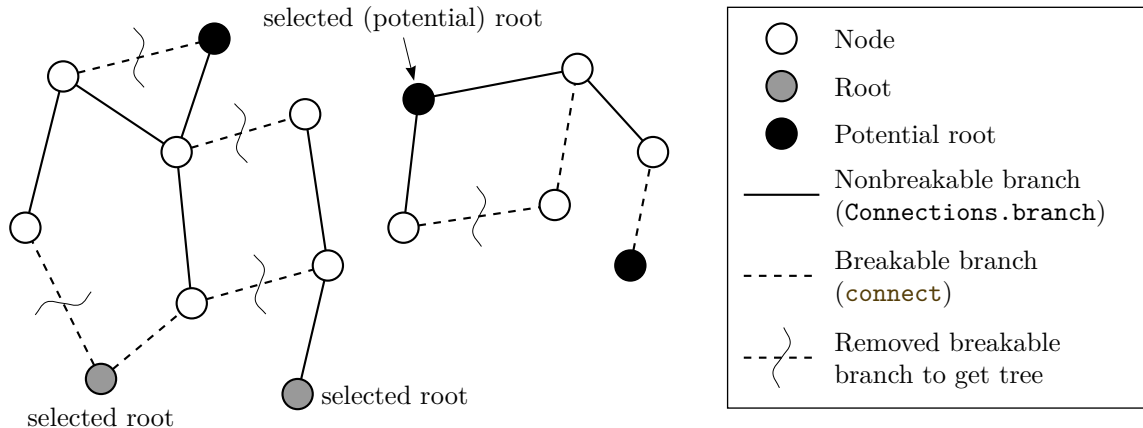 selected (potential) root
selected root
selected root
Node
Root
Potential root
Nonbreakable branch
(Connections.branch)
Breakable branch
(connect)
Removed breakable
branch to get tree